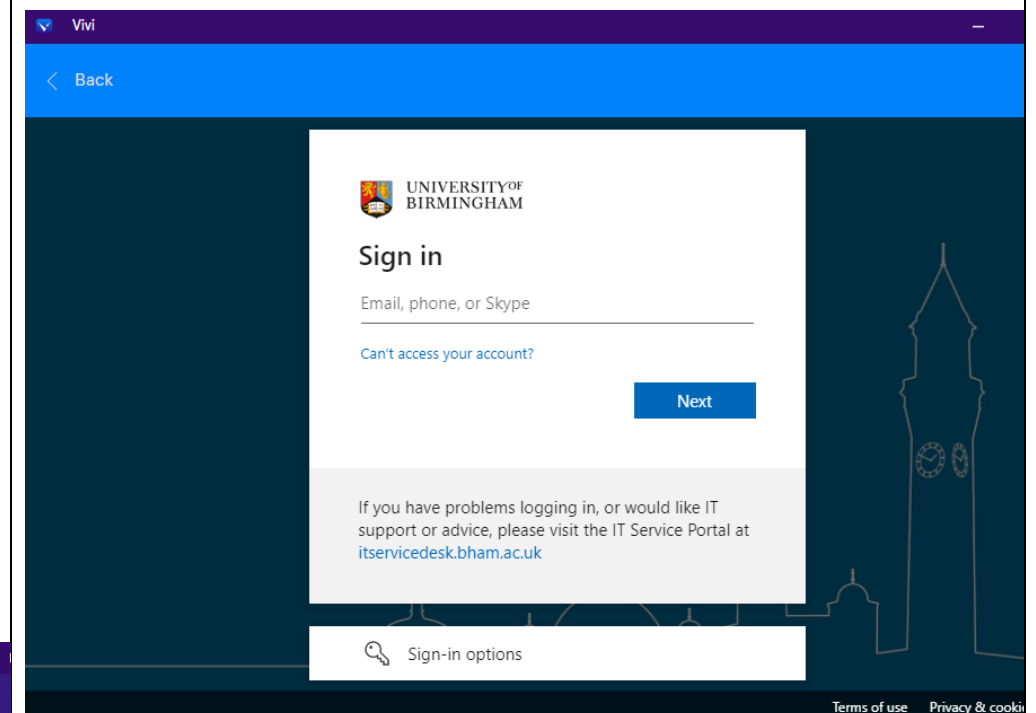 Vivi
Back
UNIVERSITY OF
BIRMINGHAM
Sign in
Email, phone, or Skype
Can't access your account?
Next
If you have problems logging in, or would like IT
support or advice, please visit the IT Service Portal at
itservicedesk.bham.ac.uk
Sign-in options
Terms of use Privacy & cookie